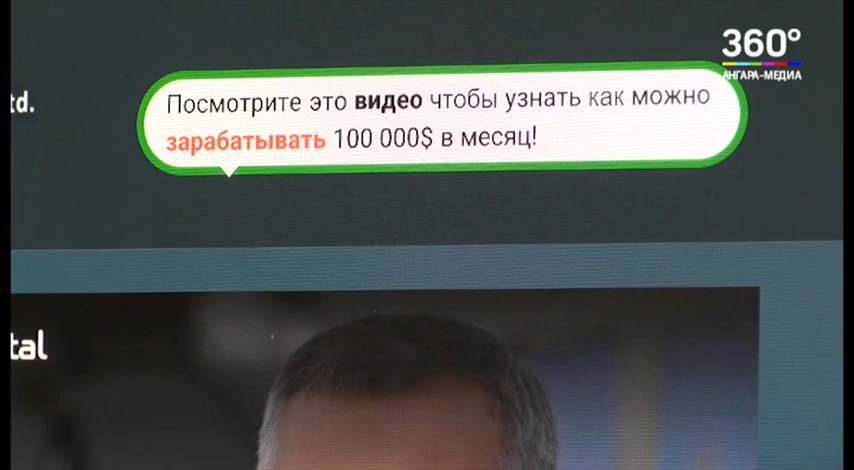 360°
АНГАРА-МЕДИА
td.
Посмотрите это видео чтобы узнать как можно
зарабатывать 100 000$ в месяц!
tal